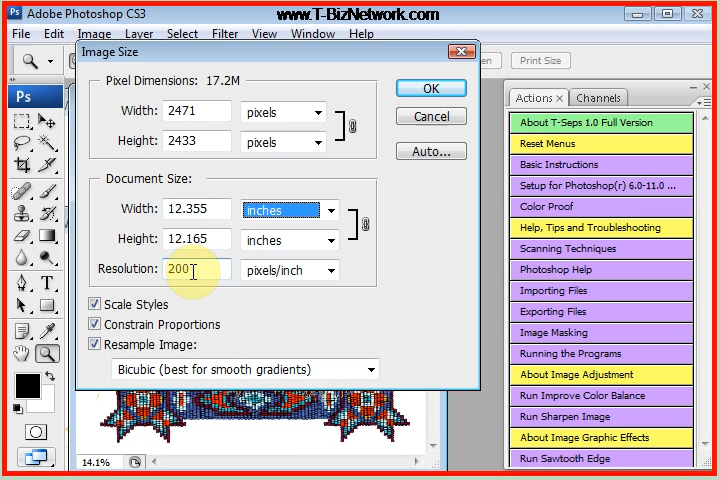 Adobe Photoshop CS3
www.T-BizNetwork.com
File Edit Image Layer Select Filter View Window Help
Image Size
Print Size
Pixel Dimensions: 17.2M
Width: 2471 pixels
Height: 2433 pixels
OK
Cancel
Auto...
Document Size:
Width: 12.355 inches
Height: 12.165 inches
Resolution: 200 pixels/inch
Scale Styles
Constrain Proportions
Resample Image:
Bicubic (best for smooth gradients)
Ps
Ps
14.1%
Actions × Channels
About T-Seps 1.0 Full Version
Reset Menus
Basic Instructions
Setup for Photoshop(r) 6.0-11.0 ...
Color Proof
Help, Tips and Troubleshooting
Scanning Techniques
Photoshop Help
Importing Files
Exporting Files
Image Masking
Running the Programs
About Image Adjustment
Run Improve Color Balance
Run Sharpen Image
About Image Graphic Effects
Run Sawtooth Edge